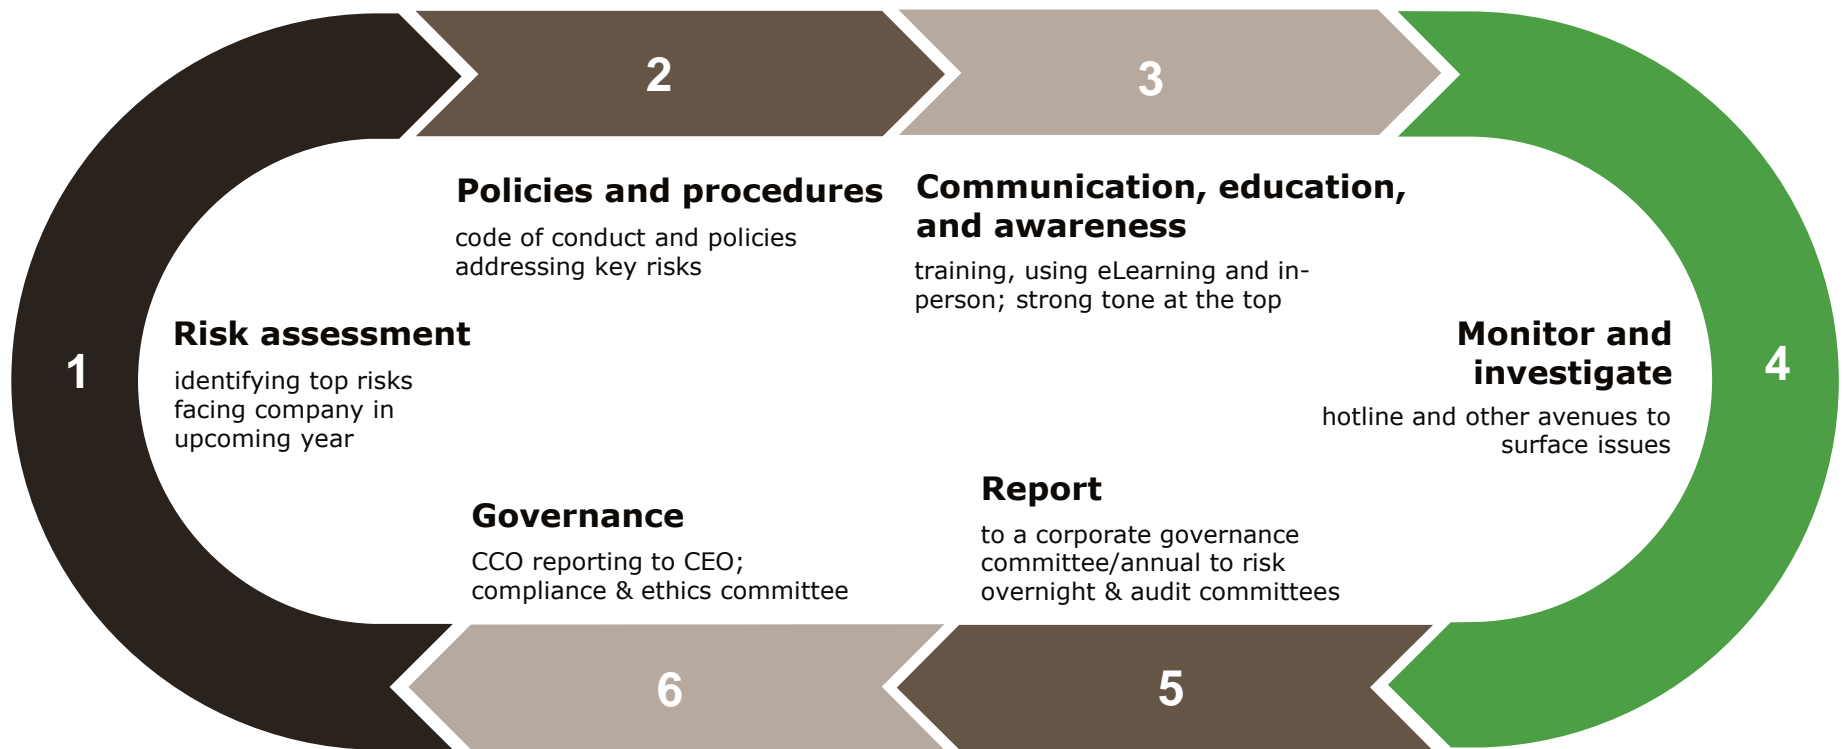 1
Risk assessment
identifying top risks
facing company in
upcoming year
2
Policies and procedures
code of conduct and policies
addressing key risks
3
Communication, education,
and awareness
training, using eLearning and in-
person; strong tone at the top
4
Monitor and
investigate
hotline and other avenues to
surface issues
5
Report
to a corporate governance
committee/annual to risk
overnight & audit committees
6
Governance
CCO reporting to CEO;
compliance & ethics committee